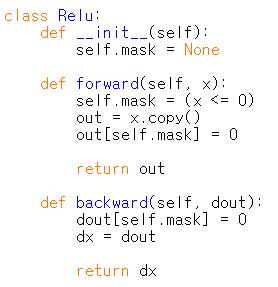 class Relu:
    def __init__(self):
        self.mask = None

    def forward(self, x):
        self.mask = (x <= 0)
        out = x.copy()
        out[self.mask] = 0

        return out

    def backward(self, dout):
        dout[self.mask] = 0
        dx = dout

        return dx